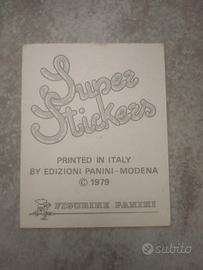 Super
Stickers
PRINTED IN ITALY
BY EDIZIONI PANINI - MODENA
© 1979
FIGURINE PANINI
subito